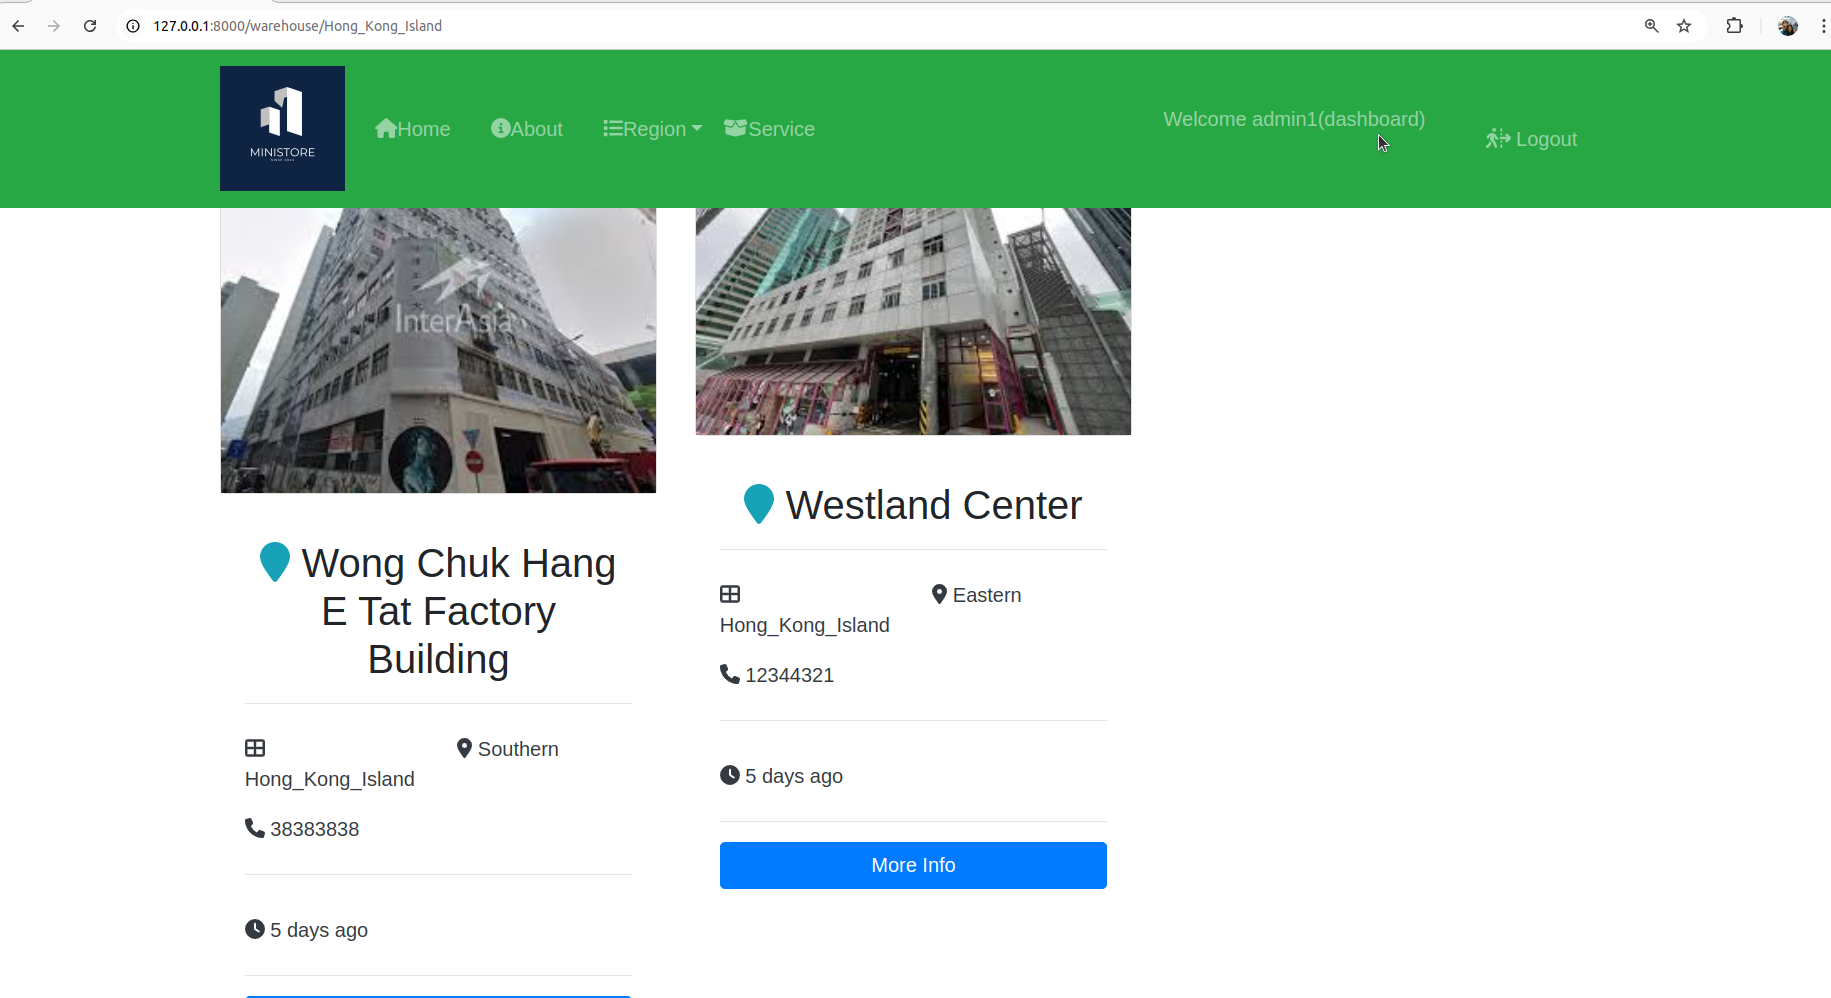 127.0.0.1:8000/warehouse/Hong_Kong_Island
MINISTORE
Home
About
Region
Service
Welcome admin1(dashboard)
Logout
InterAsia
Wong Chuk Hang
E Tat Factory
Building
Hong_Kong_Island
Southern
38383838
5 days ago
Westland Center
Hong_Kong_Island
Eastern
12344321
5 days ago
More Info